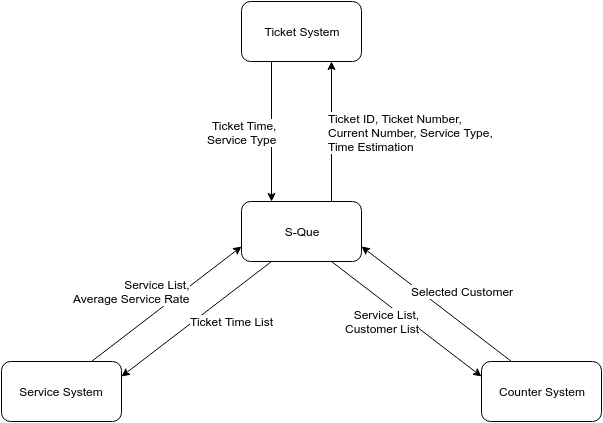 Ticket System
Ticket Time,
Service Type
Ticket ID, Ticket Number,
Current Number, Service Type,
Time Estimation
S-Que
Service List,
Average Service Rate
Ticket Time List
Selected Customer
Service List,
Customer List
Service System
Counter System